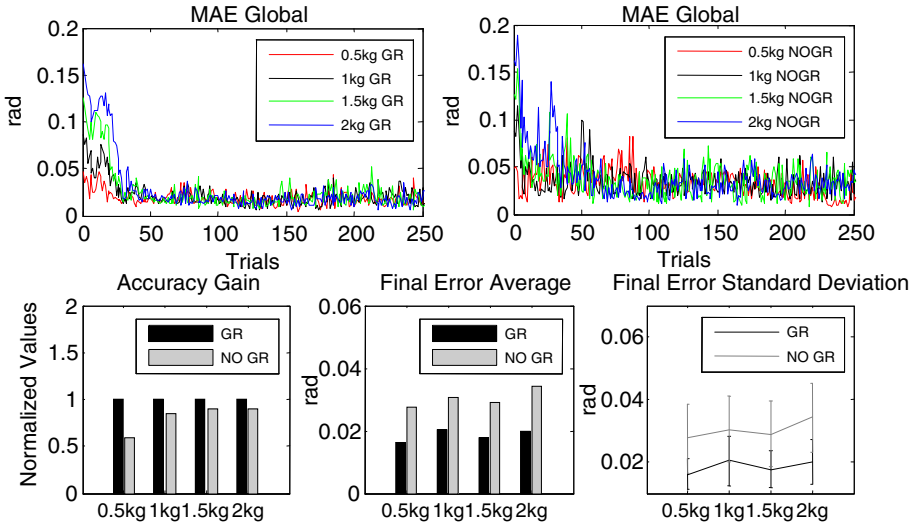 MAE Global
rad
0.2
0.15
0.1
0.05
0
0.5kg GR
1kg GR
1.5kg GR
2kg GR
0 50 100 150 200 250
Trials
MAE Global
rad
0.2
0.15
0.1
0.05
0
0.5kg NOGR
1kg NOGR
1.5kg NOGR
2kg NOGR
0 50 100 150 200 250
Trials
Accuracy Gain
Normalized Values
2
1.5
1
0.5
0
GR
NO GR
0.5kg 1kg 1.5kg 2kg
Final Error Average
rad
0.06
0.04
0.02
0
GR
NO GR
0.5kg 1kg 1.5kg 2kg
Final Error Standard Deviation
rad
0.06
0.04
0.02
GR
NO GR
0.5kg 1kg 1.5kg 2kg